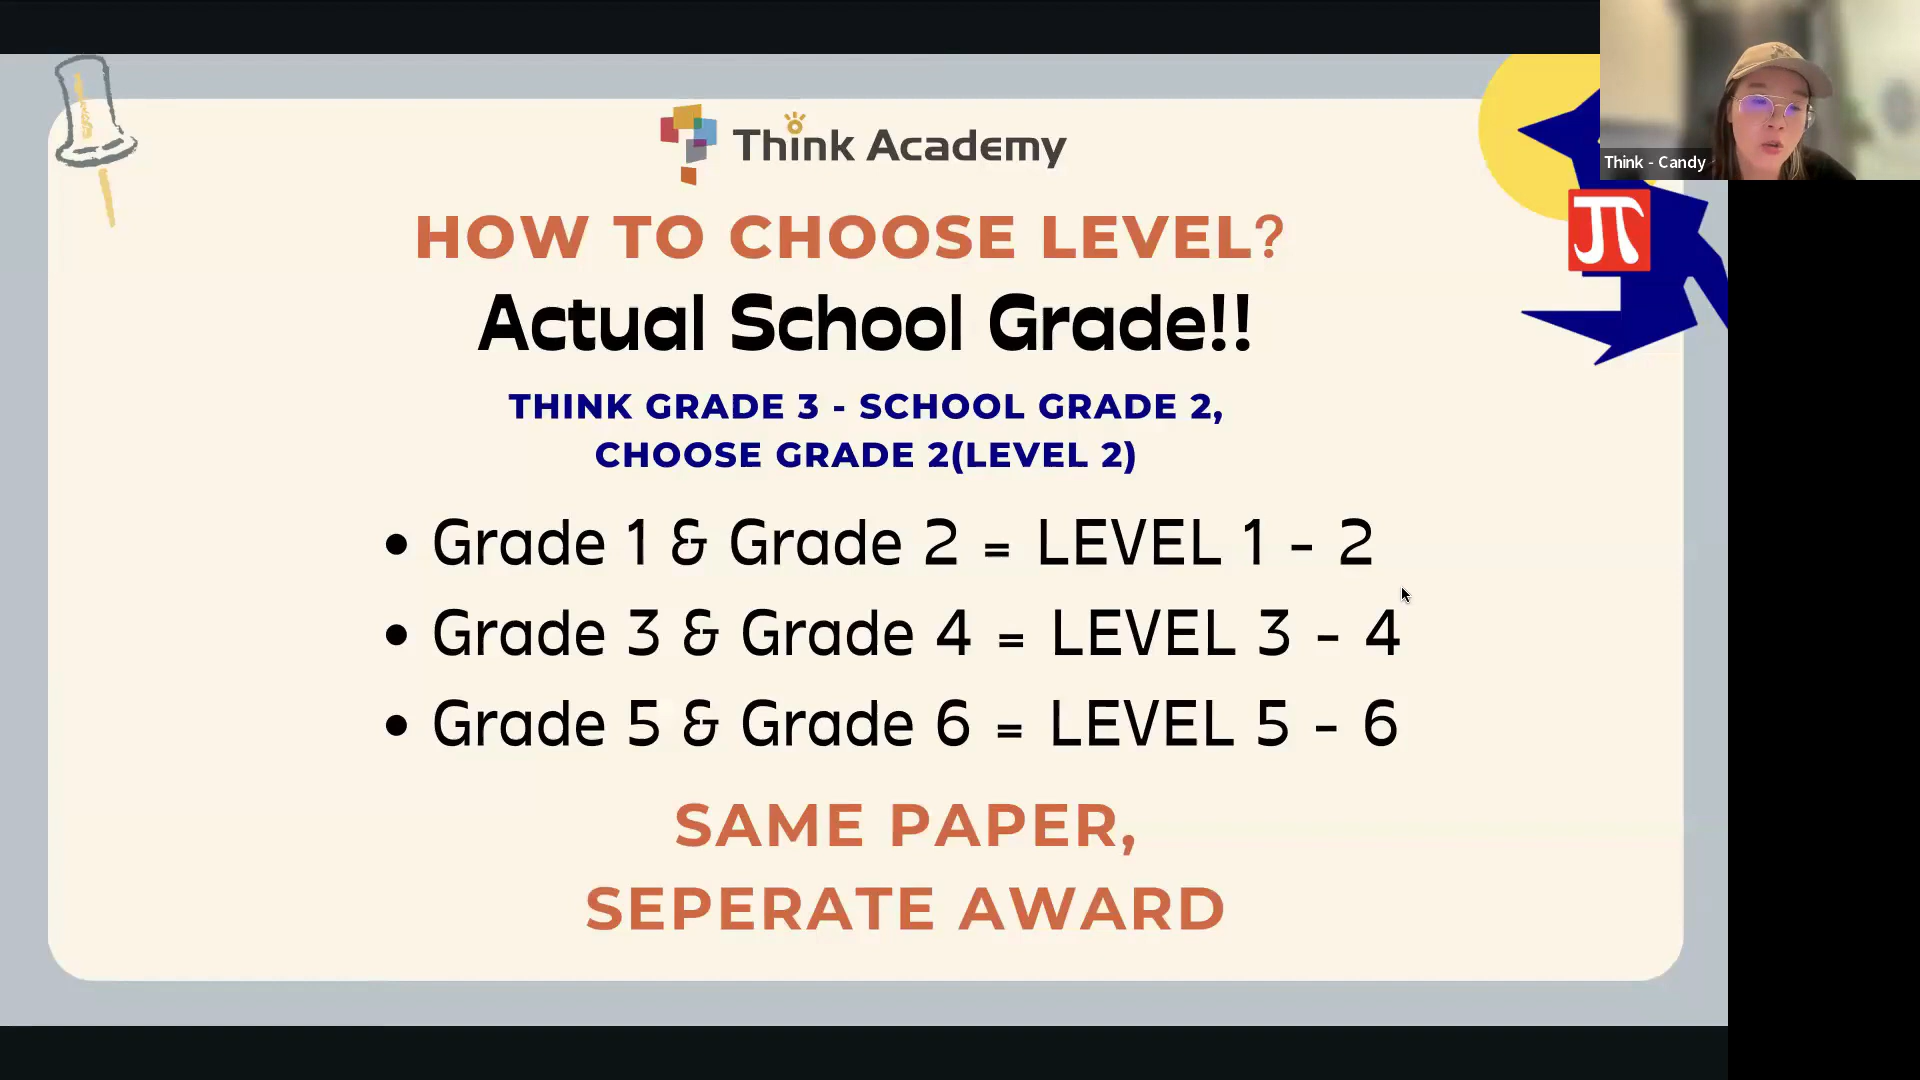 Think Academy
HOW TO CHOOSE LEVEL?
Actual School Grade!!
THINK GRADE 3 - SCHOOL GRADE 2,
CHOOSE GRADE 2(LEVEL 2)
• Grade 1 & Grade 2 = LEVEL 1 - 2
• Grade 3 & Grade 4 = LEVEL 3 - 4
• Grade 5 & Grade 6 = LEVEL 5 - 6
SAME PAPER,
SEPERATE AWARD
Think - Candy
π